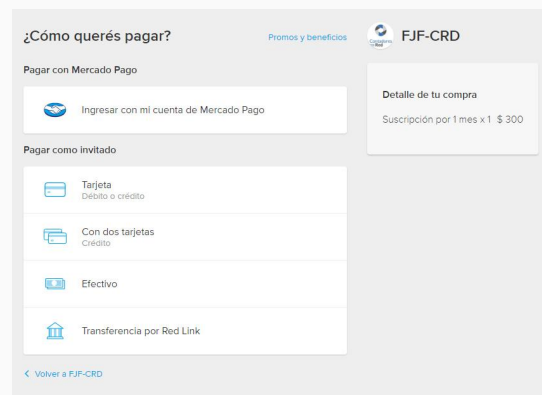 ¿Cómo querés pagar?
Promos y beneficios
FJF-CRD
Pagar con Mercado Pago
Ingresar con mi cuenta de Mercado Pago
Detalle de tu compra
Suscripción por 1 mes x 1 $ 300
Pagar como invitado
Tarjeta
Débito o crédito
Con dos tarjetas
Crédito
Efectivo
Transferencia por Red Link
Volver a FJF-CRD